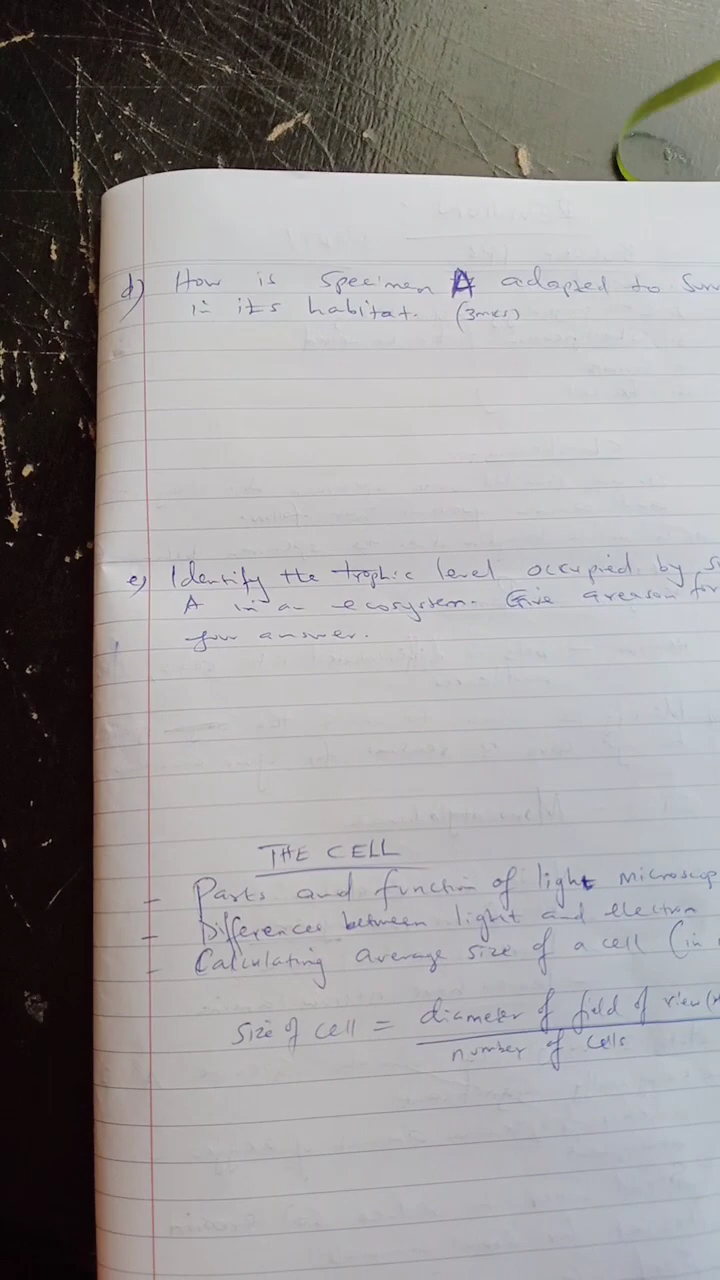 d) How is specimen A adapted to
in its habitat. (3mks)
e) Identify the trophic level occupied by
A in an ecosystem. Give a reason for
your answer.
THE CELL
- Parts and function of light microscop
- Differences between light and electron
- Calculating average size of a cell (in
Size of cell = diameter of field of view
number of cells